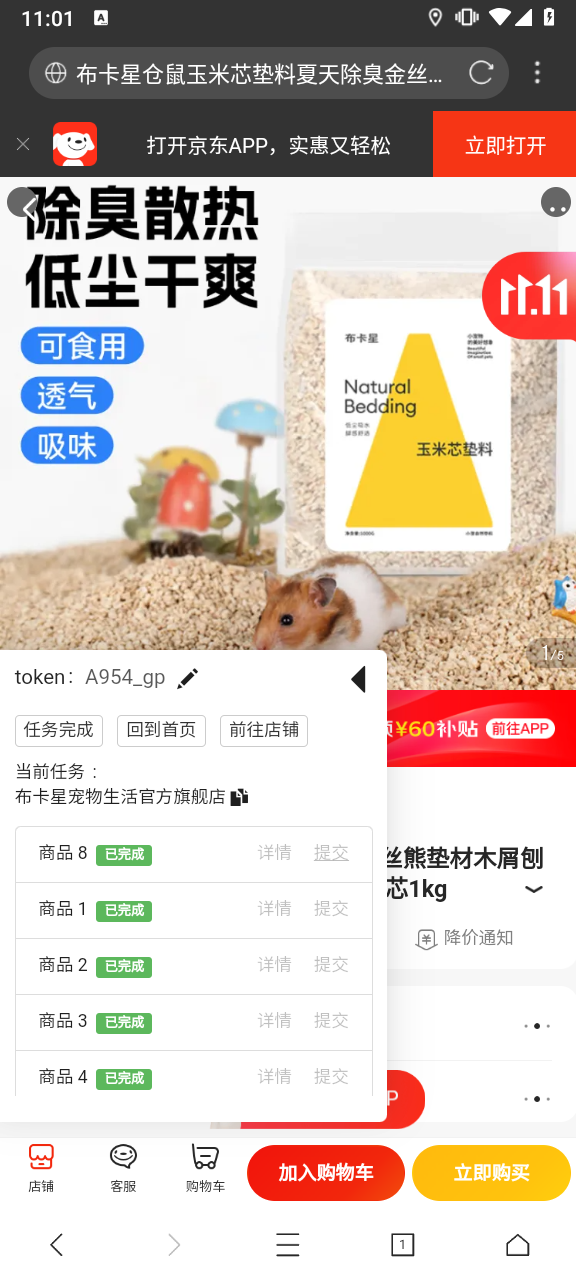 11:01
A
布卡星仓鼠玉米芯垫料夏天除臭金丝...
打开京东APP，实惠又轻松
立即打开
除臭散热
低尘干爽
11.11
可食用
透气
吸味
布卡星
Natural
Bedding
玉米芯垫料
1/5
token：A954_gp
¥60补贴
前往APP
任务完成
回到首页
前往店铺
当前任务：
布卡星宠物生活官方旗舰店
丝熊垫材木屑刨
芯1kg
商品 8 已完成 详情 提交
商品 1 已完成 详情 提交
降价通知
商品 2 已完成 详情 提交
商品 3 已完成 详情 提交
商品 4 已完成 详情 提交
P
店铺
客服
购物车
加入购物车
立即购买
1